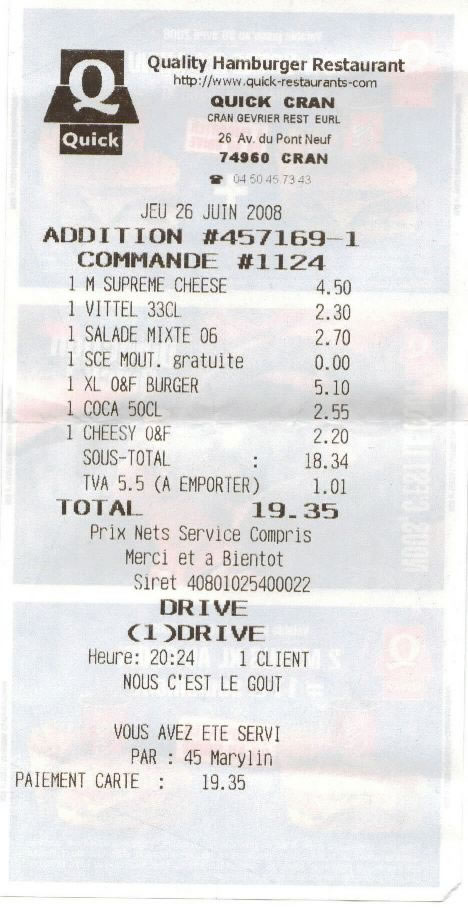 Q
Quick
Quality Hamburger Restaurant
http://www.quick-restaurants-com
QUICK CRAN
CRAN GEVRIER REST EURL
26 Av. du Pont Neuf
74960 CRAN
☎ 04 50 45 73 43
JEU 26 JUIN 2008
ADDITION #457169-1
COMMANDE #1124
1 M SUPREME CHEESE 4.50
1 VITTEL 33CL 2.30
1 SALADE MIXTE 06 2.70
1 SCE MOUT. gratuite 0.00
1 XL O&F BURGER 5.10
1 COCA 50CL 2.55
1 CHEESY O&F 2.20
SOUS-TOTAL : 18.34
TVA 5.5 (A EMPORTER) 1.01
TOTAL 19.35
Prix Nets Service Compris
Merci et a Bientot
Siret 40801025400022
DRIVE
(1)DRIVE
Heure: 20:24 1 CLIENT
NOUS C'EST LE GOUT
VOUS AVEZ ETE SERVI
PAR : 45 Marylin
PAIEMENT CARTE : 19.35